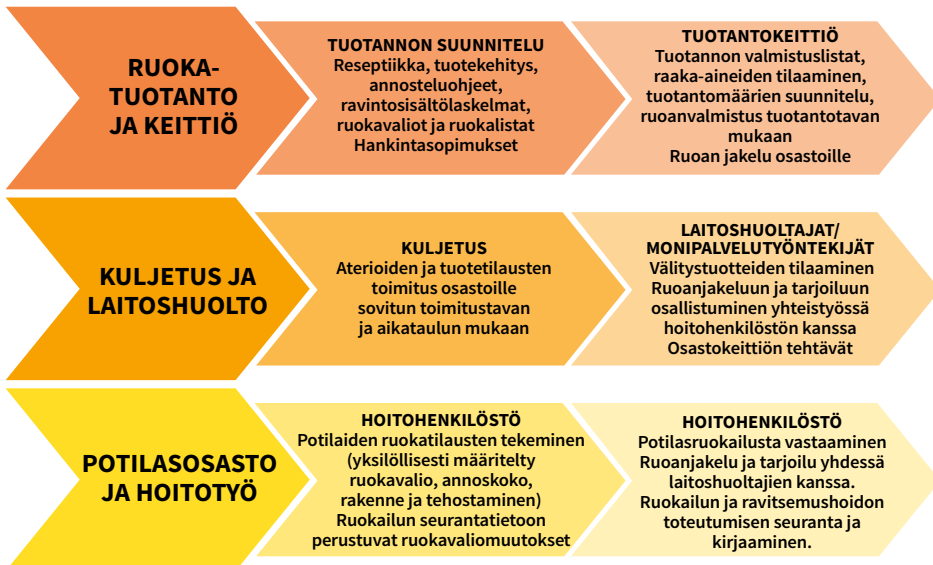 RUOKA-
TUOTANTO
JA KEITTIÖ
TUOTANNON SUUNNITELU
Reseptiikka, tuotekehitys,
annosteluohjeet,
ravintosisältölaskelmat,
ruokavaliot ja ruokalistat
Hankintasopimukset
TUOTANTOKEITTIÖ
Tuotannon valmistuslistat,
raaka-aineiden tilaaminen,
tuotantomäärien suunnitelu,
ruoanvalmistus tuotantotavan
mukaan
Ruoan jakelu osastoille
KULJETUS JA
LAITOSHUOLTO
KULJETUS
Aterioiden ja tuotetilausten
toimitus osastoille
sovitun toimitustavan
ja aikataulun mukaan
LAITOSHUOLTAJAT/
MONIPALVELUTYÖNTEKIJÄT
Välitystuotteiden tilaaminen
Ruoanjakeluun ja tarjoiluun
osallistuminen yhteistyössä
hoitohenkilöstön kanssa
Osastokeittiön tehtävät
POTILASOSASTO
JA HOITOTYÖ
HOITOHENKILÖSTÖ
Potilaiden ruokatilausten tekeminen
(yksilöllisesti määritelty
ruokavalio, annoskoko,
rakenne ja tehostaminen)
Ruokailun seurantatietoon
perustuvat ruokavaliomuutokset
HOITOHENKILÖSTÖ
Potilasruokailusta vastaaminen
Ruoanjakelu ja tarjoilu yhdessä
laitoshuoltajien kanssa.
Ruokailun ja ravitsemushoidon
toteutumisen seuranta ja
kirjaaminen.